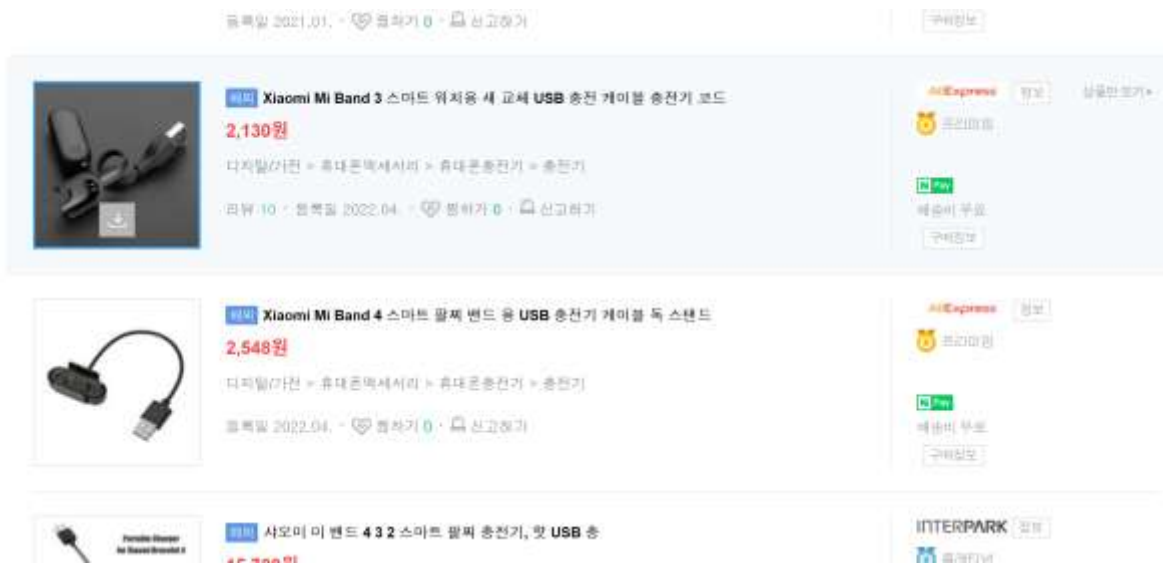 등록일 2021.01. · 찜하기 0 · 신고하기
구매정보
해외 Xiaomi Mi Band 3 스마트 워치용 새 교체 USB 충전 케이블 충전기 코드
2,130원
디지털/가전 > 휴대폰액세서리 > 휴대폰충전기 > 충전기
리뷰 10 · 등록일 2022.04. · 찜하기 0 · 신고하기
AliExpress 정보 상품만 보기
프리미엄
N Pay
배송비 무료
구매정보
해외 Xiaomi Mi Band 4 스마트 팔찌 밴드 용 USB 충전기 케이블 독 스탠드
2,548원
디지털/가전 > 휴대폰액세서리 > 휴대폰충전기 > 충전기
등록일 2022.04. · 찜하기 0 · 신고하기
AliExpress 정보
프리미엄
N Pay
배송비 무료
구매정보
Portable Charger
for Xiaomi Bracelet
해외 샤오미 미 밴드 4 3 2 스마트 팔찌 충전기, 핫 USB 충
INTERPARK 정보
플래티넘